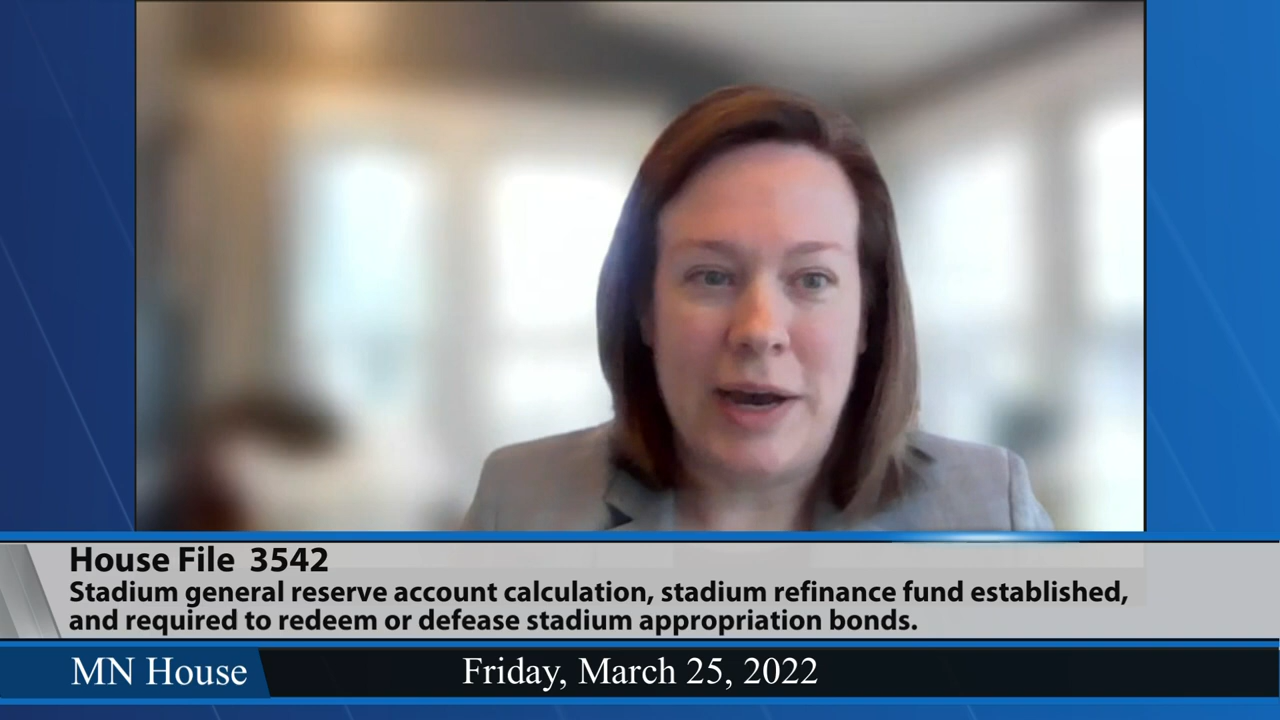 House File 3542
Stadium general reserve account calculation, stadium refinance fund established,
and required to redeem or defease stadium appropriation bonds.
MN House
Friday, March 25, 2022